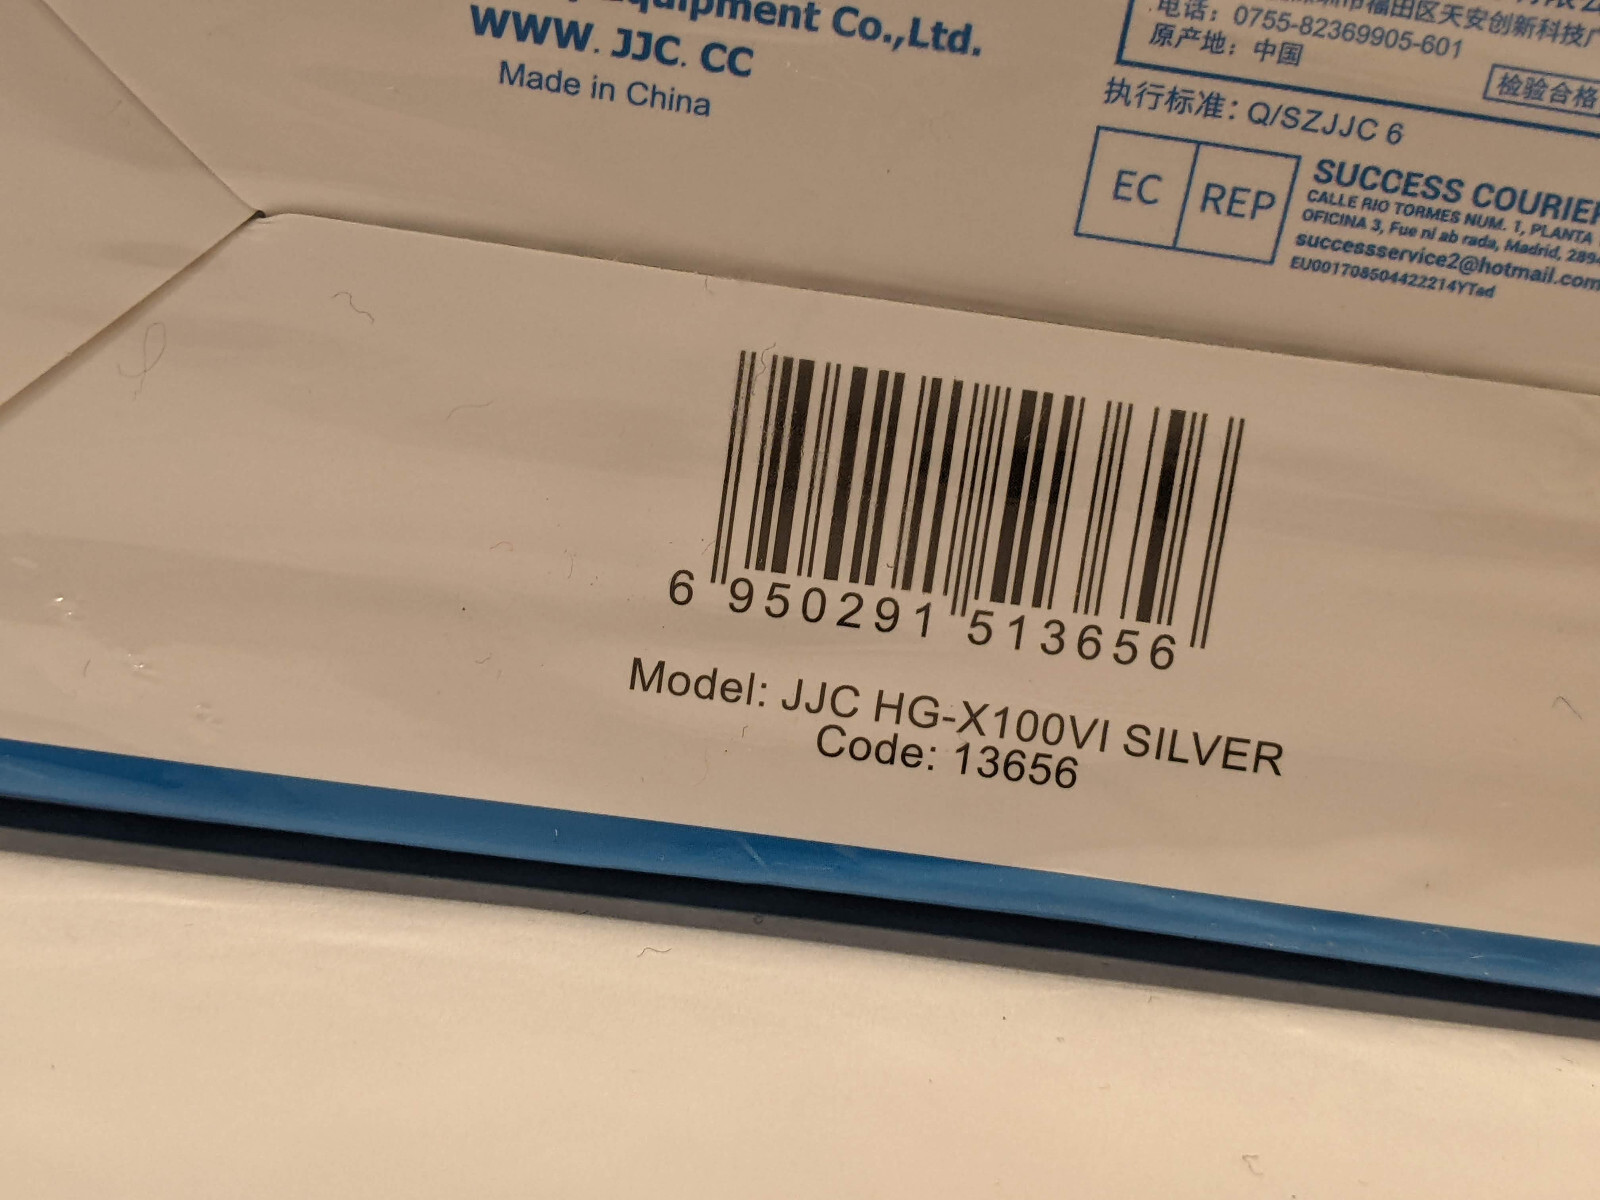 Equipment Co.,Ltd.
WWW. JJC. CC
Made in China
电话：0755-82369905-601
原产地：中国
检验合格
执行标准：Q/SZJJC 6
EC REP
SUCCESS COURIER
CALLE RIO TORMES NUM. 1, PLANTA
OFICINA 3, Fue nl ab rada, Madrid, 289
successservice2@hotmail.com
EU001708504422214YTad
6 950291 513656
Model: JJC HG-X100VI SILVER
Code: 13656